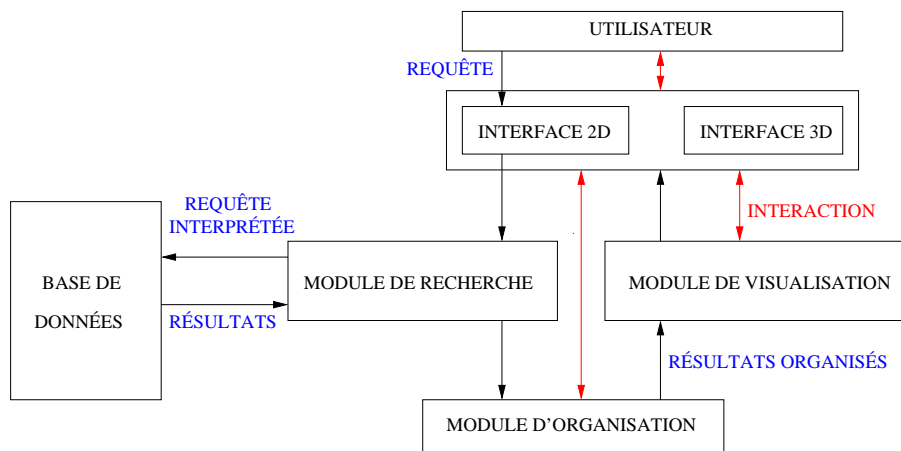 UTILISATEUR
REQUÊTE
INTERFACE 2D
INTERFACE 3D
REQUÊTE
INTERPRÉTÉE
INTERACTION
BASE DE
DONNÉES
MODULE DE RECHERCHE
MODULE DE VISUALISATION
RÉSULTATS
RÉSULTATS ORGANISÉS
MODULE D'ORGANISATION